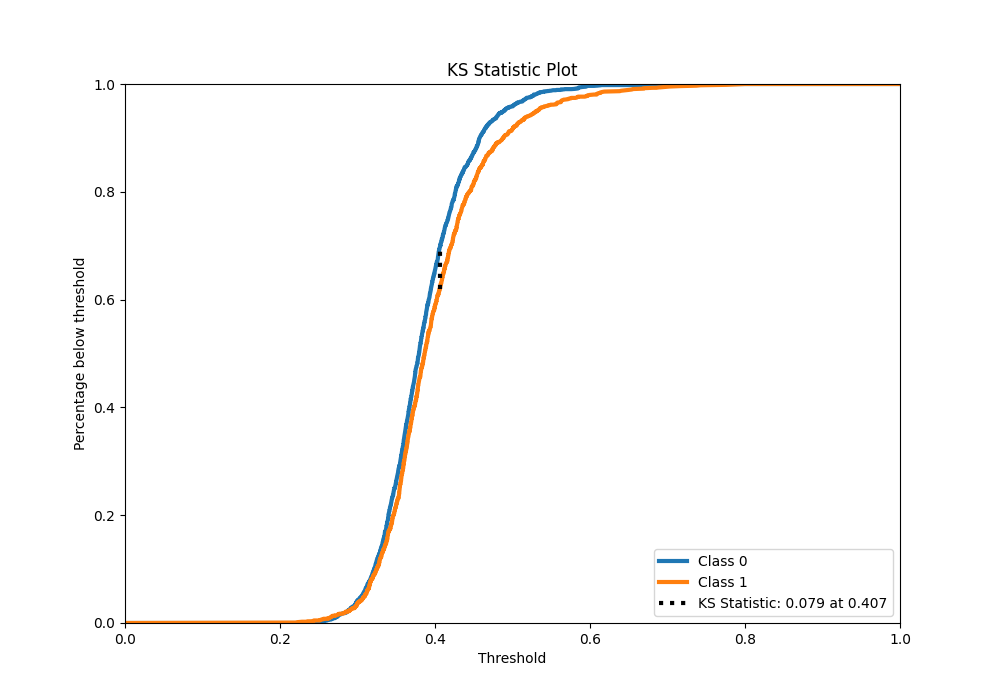 KS Statistic Plot
1.0
0.8
0.6
0.4
0.2
0.0
Percentage below threshold
0.0 0.2 0.4 0.6 0.8 1.0
Threshold
Class 0
Class 1
KS Statistic: 0.079 at 0.407